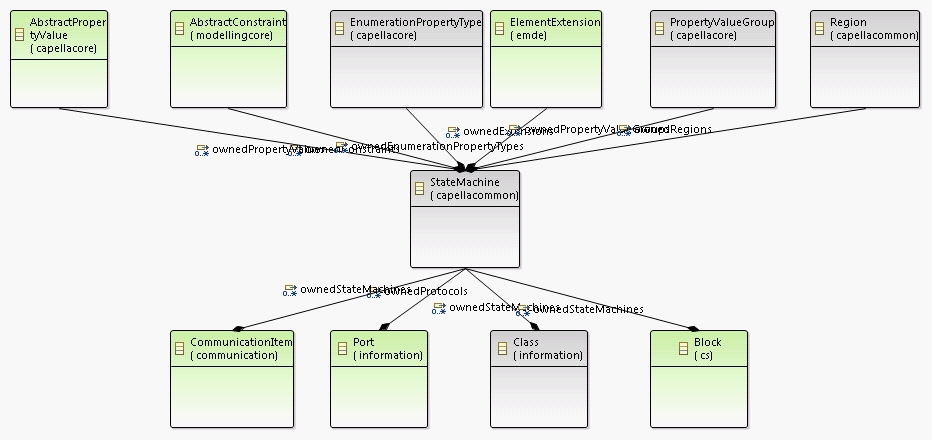 AbstractProper
tyValue
( capellacore)
AbstractConstraint
( modellingcore)
EnumerationPropertyType
( capellacore)
ElementExtension
( emde)
PropertyValueGroup
( capellacore)
Region
( capellacommon)
ownedExtensions
0..*
ownedPropertyValueGroups
0..*
ownedRegions
0..*
ownedPropertyValues
0..*
ownedConstraints
0..*
ownedEnumerationPropertyTypes
0..*
StateMachine
( capellacommon)
ownedStateMachines
0..*
ownedProtocols
0..*
ownedStateMachines
0..*
ownedStateMachines
0..*
CommunicationItem
( communication)
Port
( information)
Class
( information)
Block
( cs)